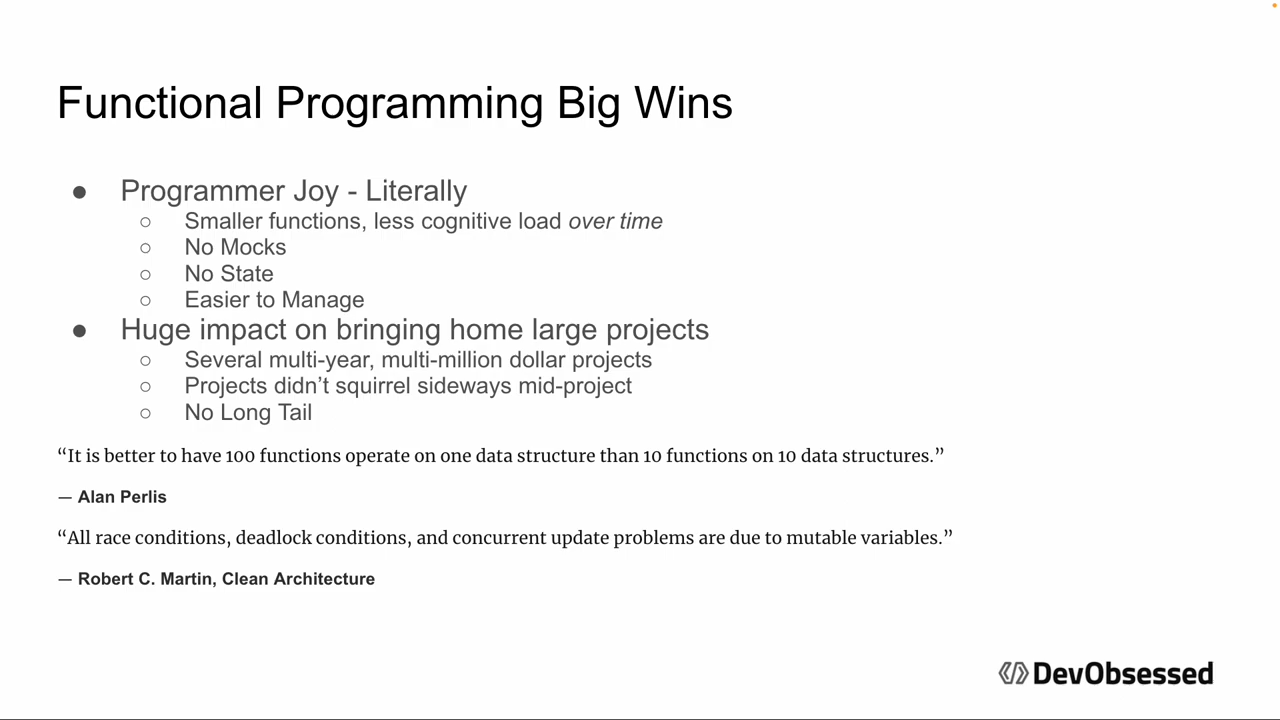 Functional Programming Big Wins
● Programmer Joy - Literally
○ Smaller functions, less cognitive load over time
○ No Mocks
○ No State
○ Easier to Manage
● Huge impact on bringing home large projects
○ Several multi-year, multi-million dollar projects
○ Projects didn’t squirrel sideways mid-project
○ No Long Tail
“It is better to have 100 functions operate on one data structure than 10 functions on 10 data structures.”
— Alan Perlis
“All race conditions, deadlock conditions, and concurrent update problems are due to mutable variables.”
— Robert C. Martin, Clean Architecture
DevObsessed